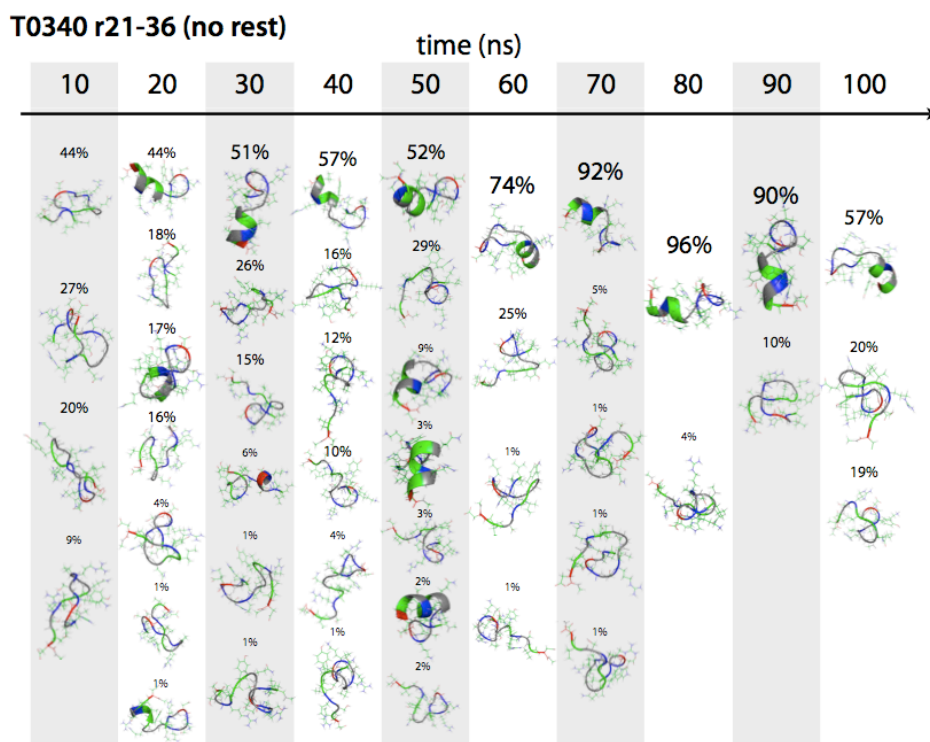 T0340 r21-36 (no rest)
time (ns)
10 20 30 40 50 60 70 80 90 100
44% 44% 51% 57% 52% 74% 92% 96% 90% 57%
18% 26% 16% 29% 5%
27% 17% 15% 12% 9% 25% 10% 20%
20% 16% 6% 10% 3% 1% 1% 4% 19%
9% 4% 1% 4% 3% 1% 1%
1% 1% 1% 2% 1%
1% 2%